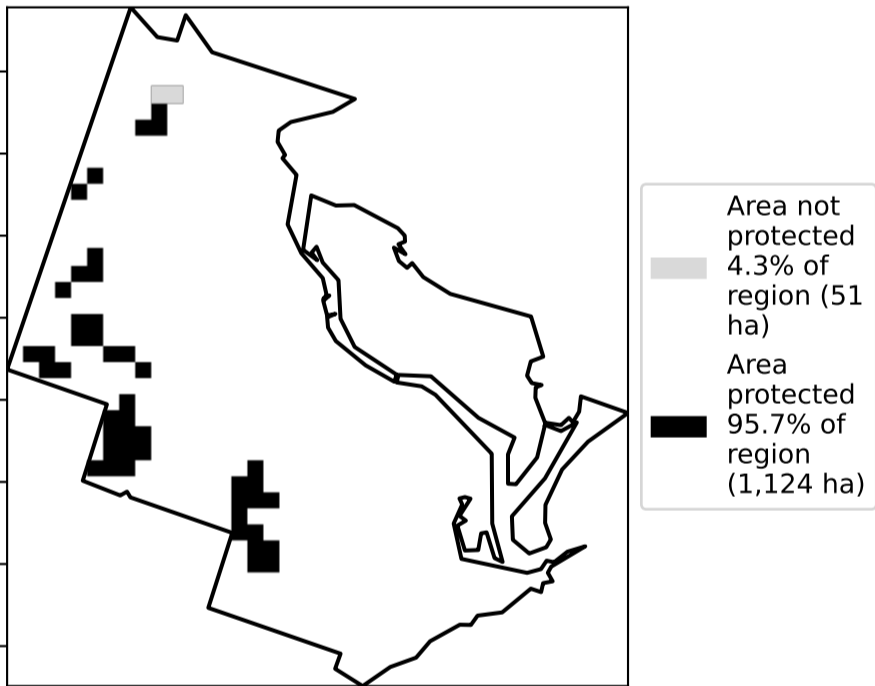 Area not
protected
4.3% of
region (51
ha)
Area
protected
95.7% of
region
(1,124 ha)